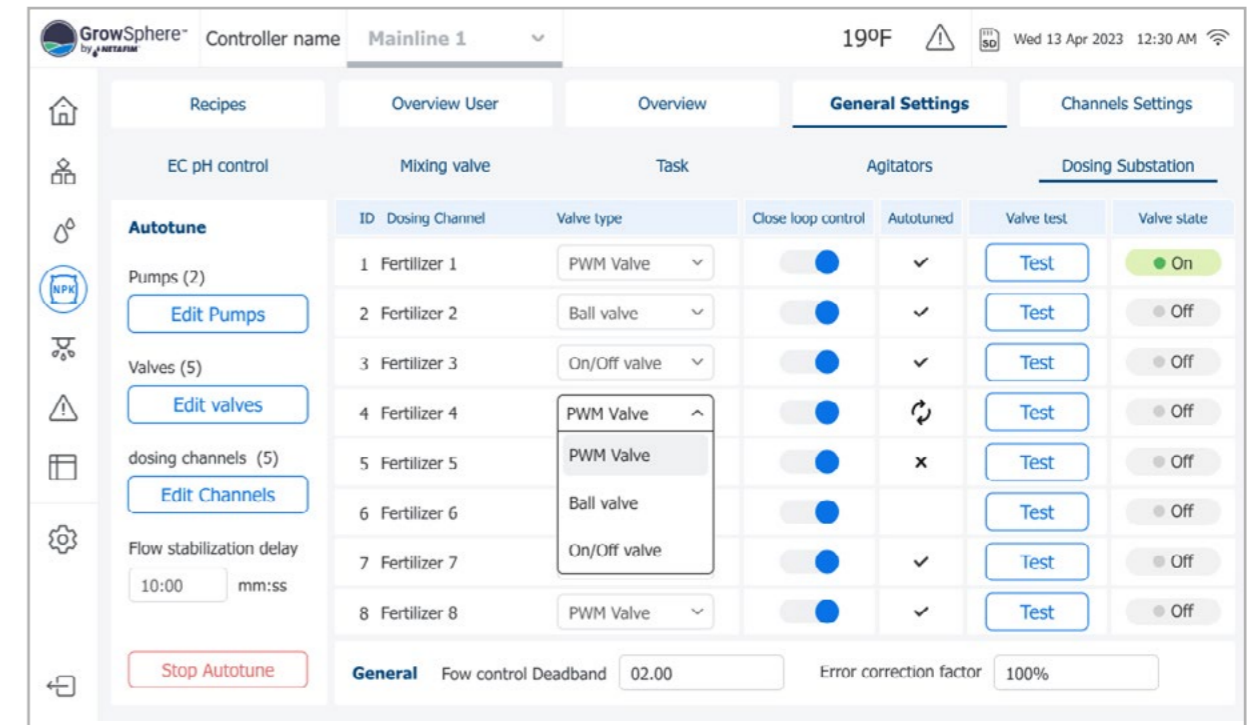 GrowSphere™ Controller name Mainline 1 19ºF SD Wed 13 Apr 2023 12:30 AM
by NETAFIM™
Recipes Overview User Overview General Settings Channels Settings
EC pH control Mixing valve Task Agitators Dosing Substation
Autotune
Pumps (2)
Edit Pumps
Valves (5)
Edit valves
dosing channels (5)
Edit Channels
Flow stabilization delay
10:00 mm:ss
Stop Autotune
NPK
ID Dosing Channel Valve type Close loop control Autotuned Valve test Valve state
1 Fertilizer 1 PWM Valve Test On
2 Fertilizer 2 Ball valve Test Off
3 Fertilizer 3 On/Off valve Test Off
4 Fertilizer 4 PWM Valve Test Off
5 Fertilizer 5 PWM Valve Test Off
6 Fertilizer 6 Ball valve Test Off
7 Fertilizer 7 On/Off valve Test Off
8 Fertilizer 8 PWM Valve Test Off
General Fow control Deadband 02.00 Error correction factor 100%